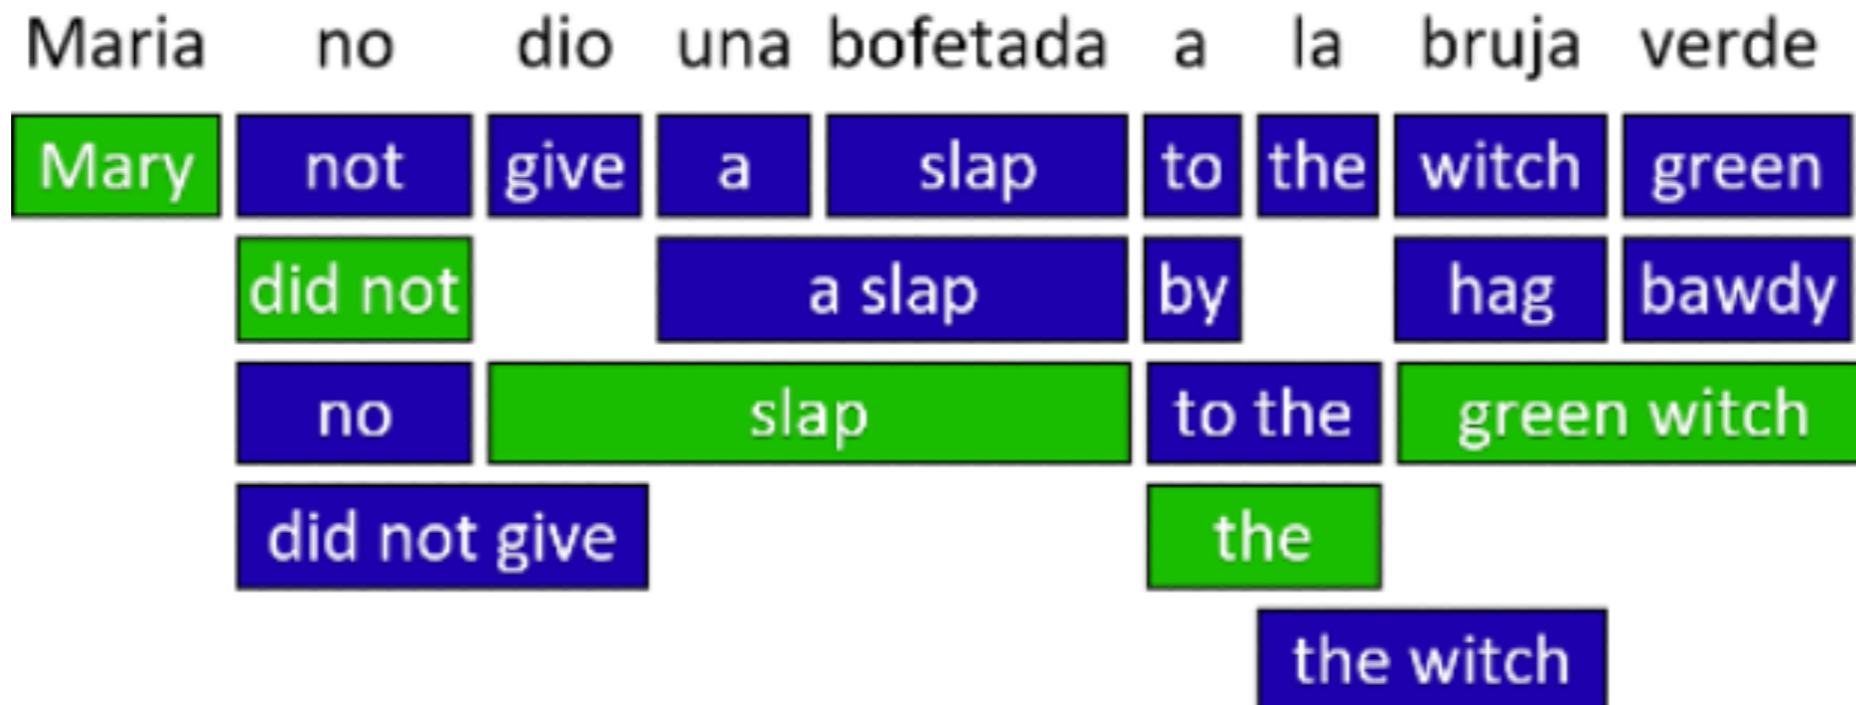 Maria no dio una bofetada a la bruja verde
Mary not give a slap to the witch green
did not a slap by hag bawdy
no slap to the green witch
did not give the
the witch